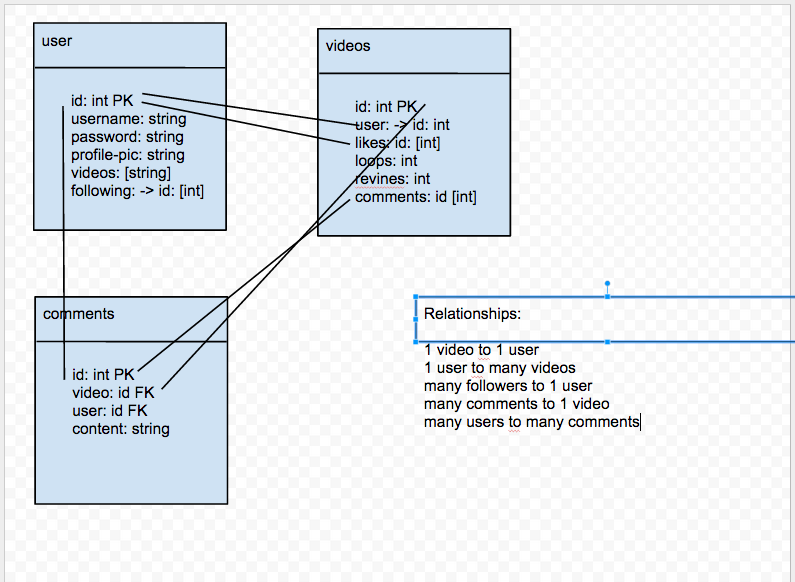 user
id: int PK
username: string
password: string
profile-pic: string
videos: [string]
following: -> id: [int]
videos
id: int PK
user: -> id: int
likes: id: [int]
loops: int
revines: int
comments: id [int]
comments
id: int PK
video: id FK
user: id FK
content: string
Relationships:
1 video to 1 user
1 user to many videos
many followers to 1 user
many comments to 1 video
many users to many comments